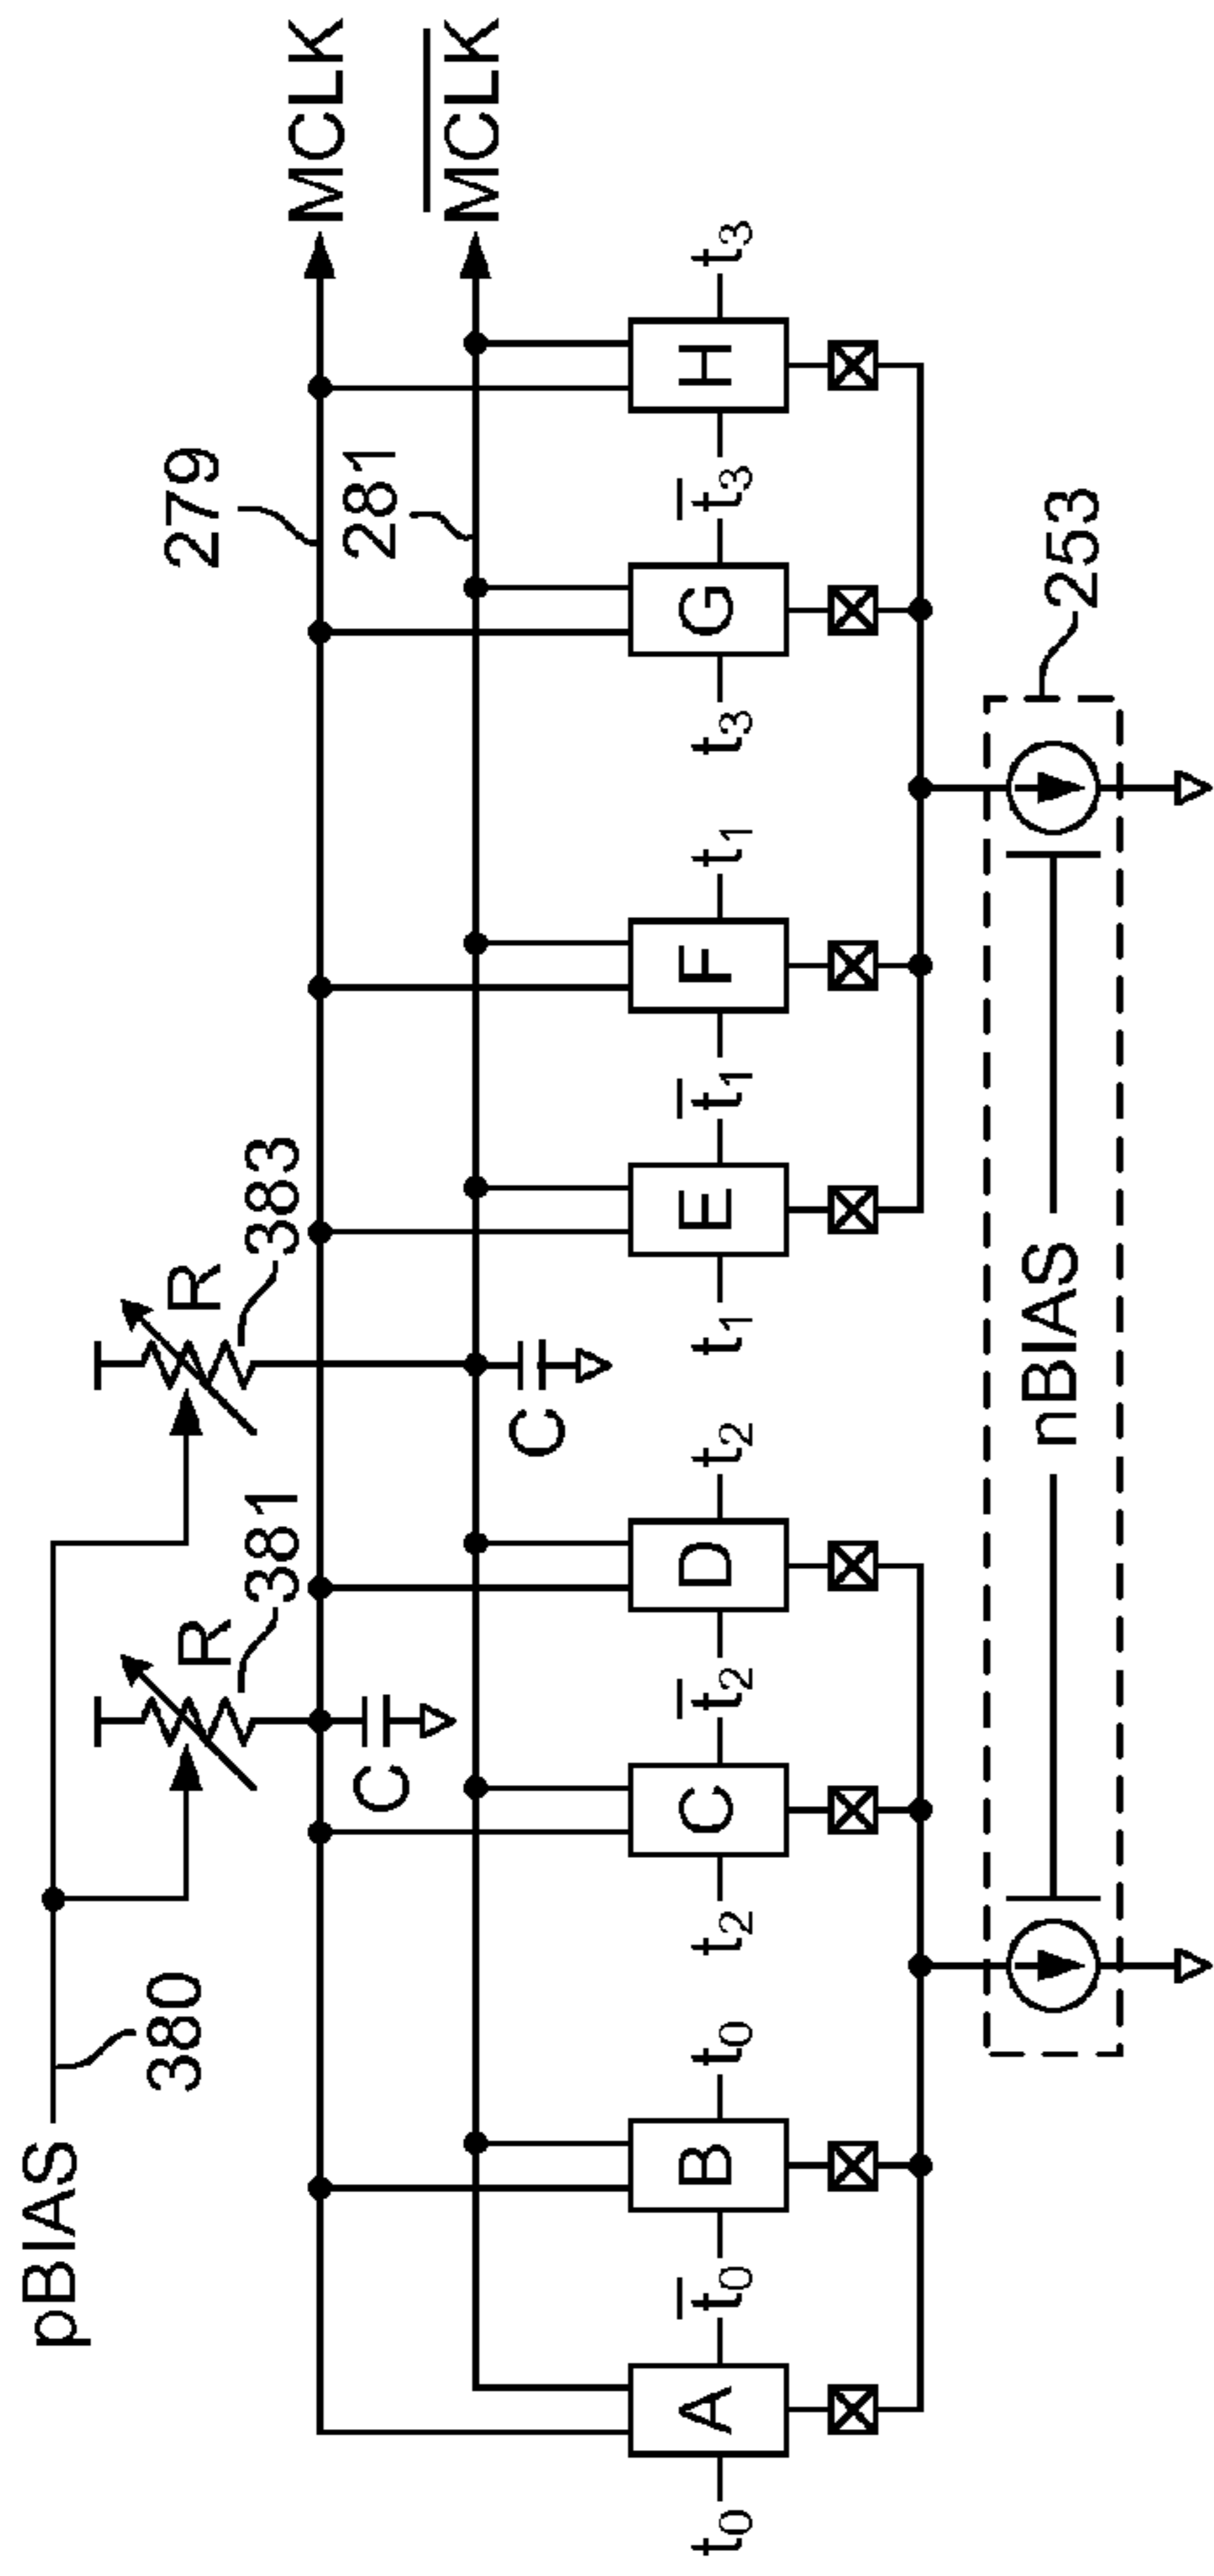 pBIAS
380
R
381
R
383
279
281
MCLK
M̅C̅L̅K̅
C
C
t₀
A
t̅₀
B
t₀
t₂
C
t̅₂
D
t₂
t₁
E
t̅₁
F
t₁
t₃
G
t̅₃
H
t₃
nBIAS
253